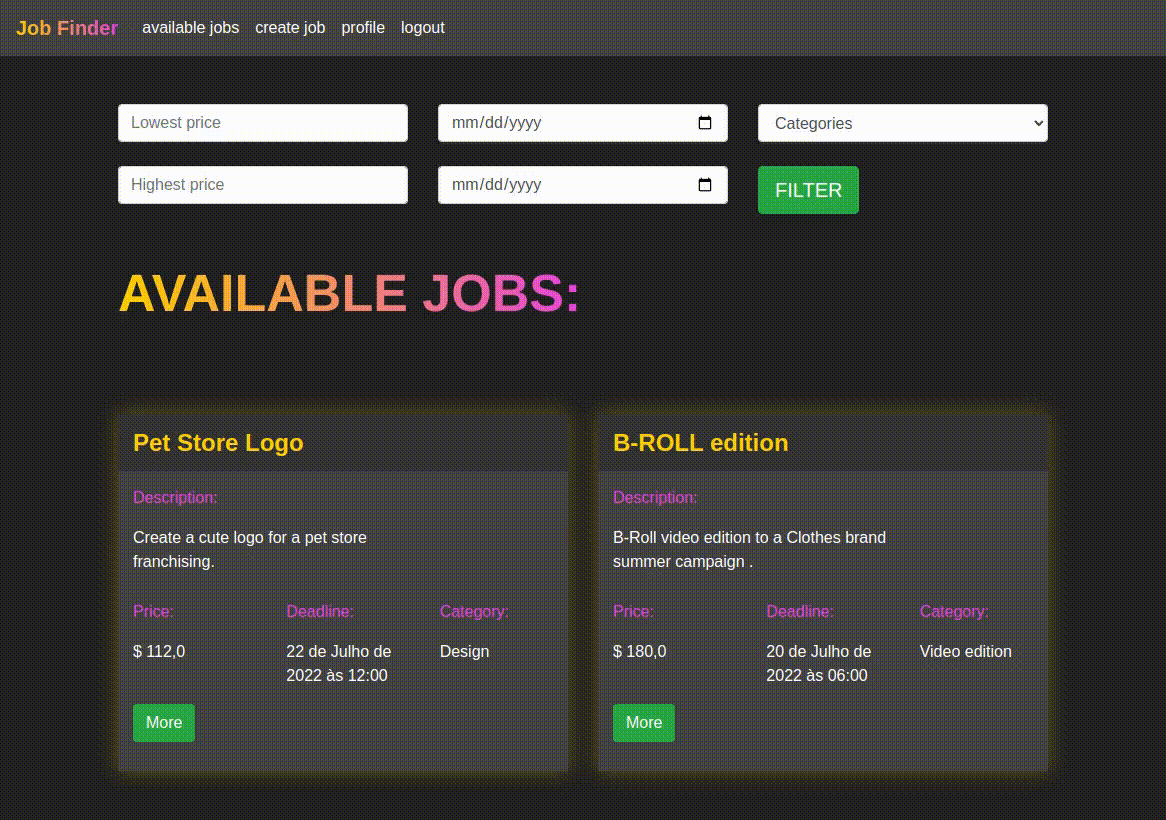 Job Finder available jobs create job profile logout
Lowest price mm/dd/yyyy Categories
Highest price mm/dd/yyyy FILTER
AVAILABLE JOBS:
Pet Store Logo
Description:
Create a cute logo for a pet store
franchising.
Price: Deadline: Category:
$ 112,0 22 de Julho de Design
2022 às 12:00
More
B-ROLL edition
Description:
B-Roll video edition to a Clothes brand
summer campaign .
Price: Deadline: Category:
$ 180,0 20 de Julho de Video edition
2022 às 06:00
More